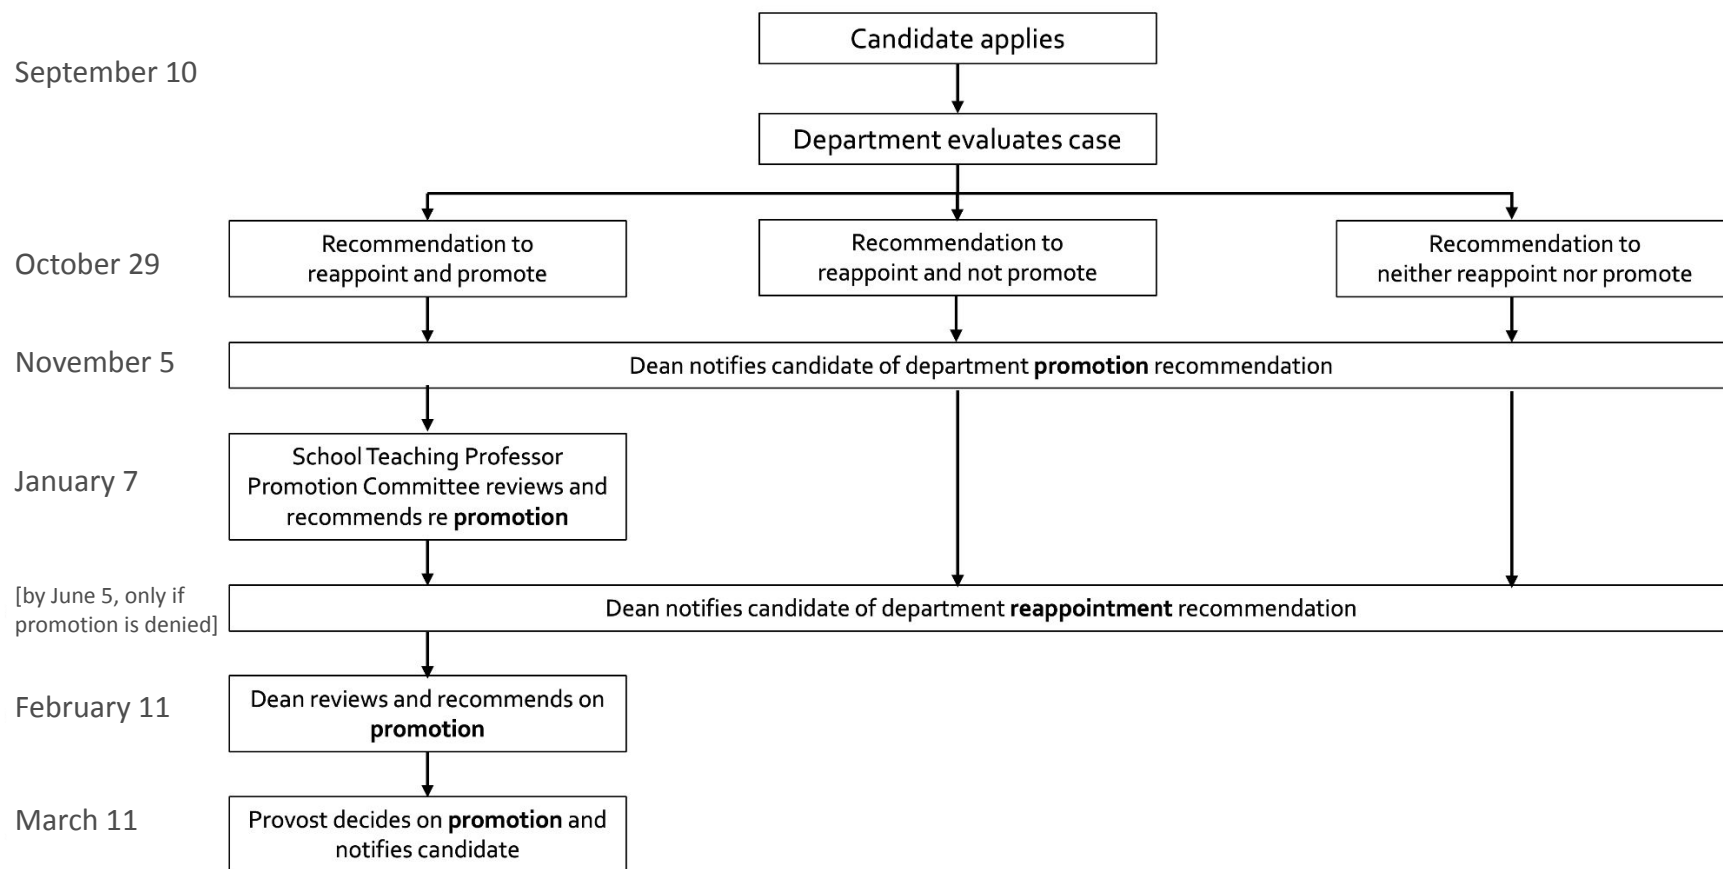 Candidate applies
September 10
Department evaluates case
Recommendation to
reappoint and promote
Recommendation to
reappoint and not promote
Recommendation to
neither reappoint nor promote
October 29
November 5
Dean notifies candidate of department promotion recommendation
School Teaching Professor
Promotion Committee reviews and
recommends re promotion
January 7
[by June 5, only if
promotion is denied]
Dean notifies candidate of department reappointment recommendation
February 11
Dean reviews and recommends on
promotion
March 11
Provost decides on promotion and
notifies candidate